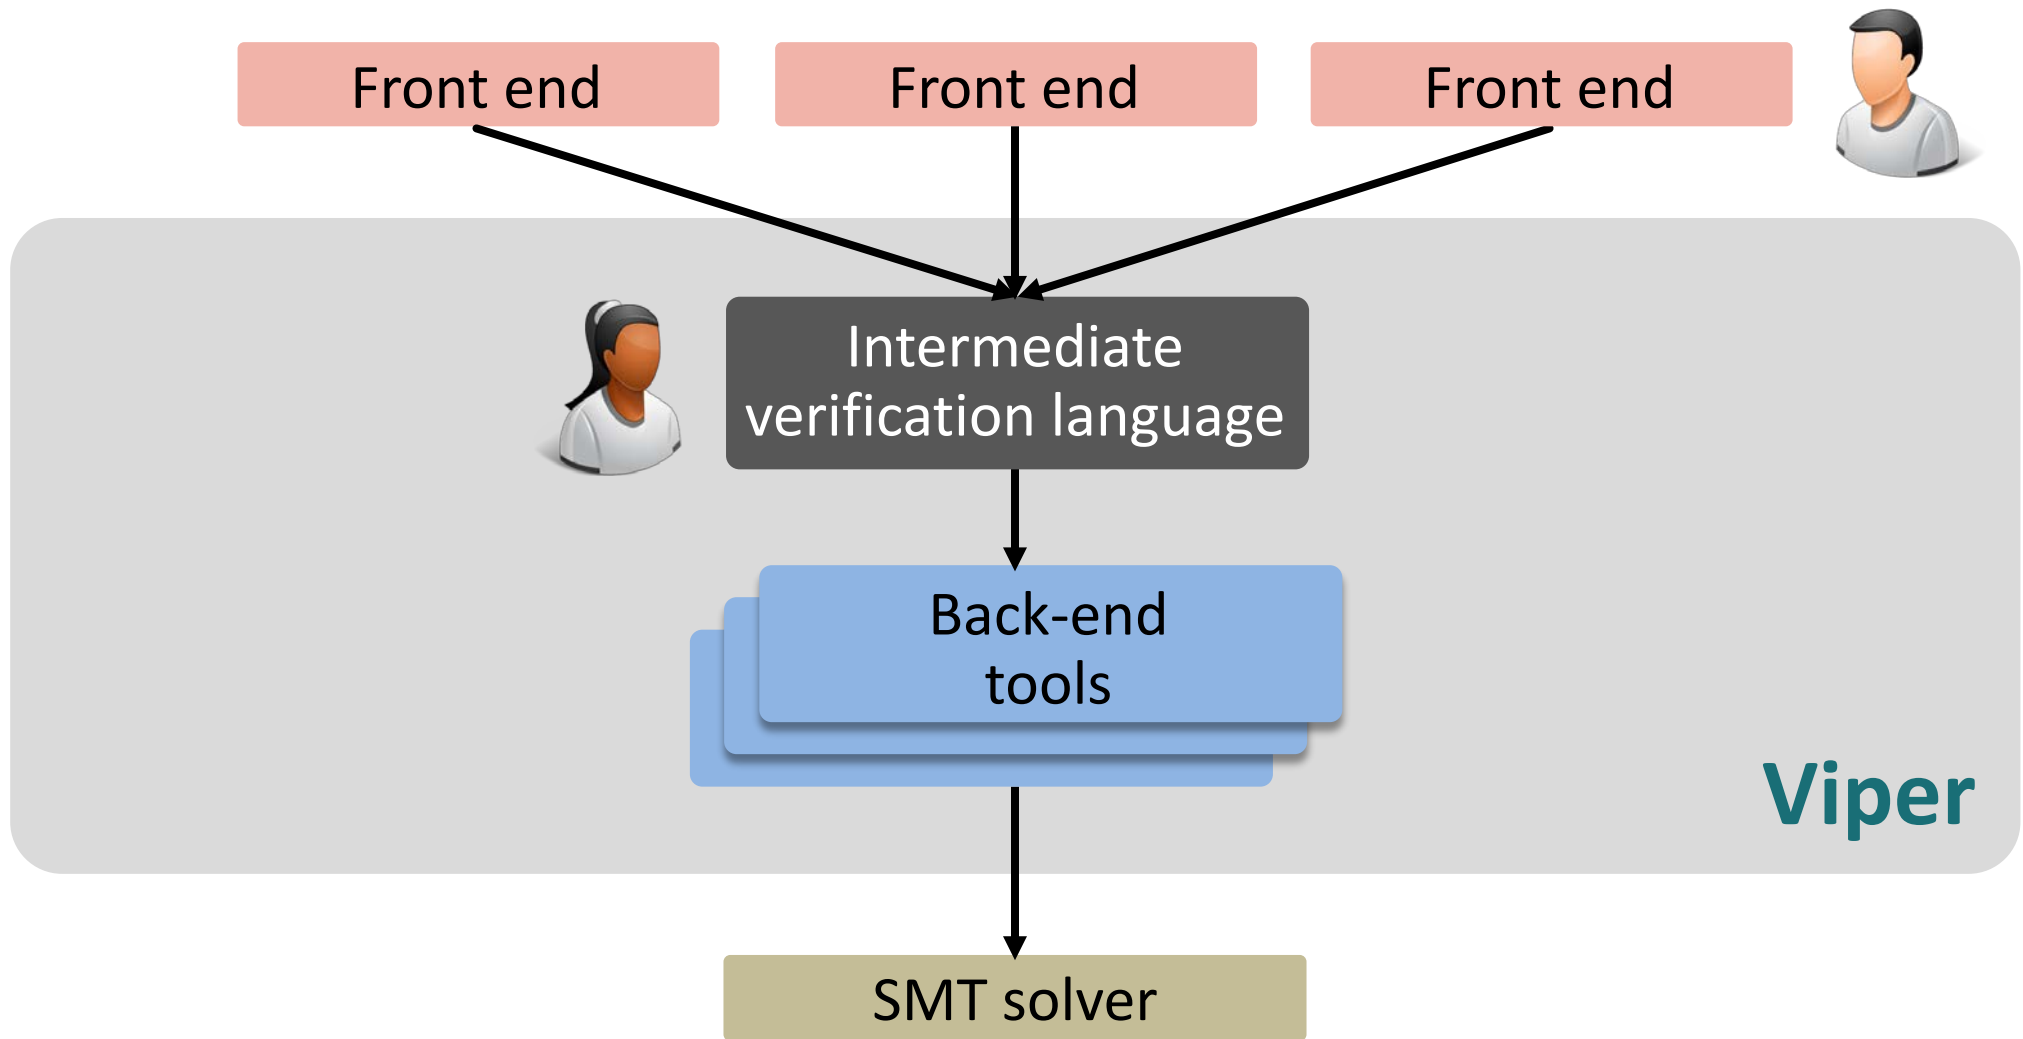 Front end
Front end
Front end
Intermediate
verification language
Back-end
tools
Viper
SMT solver